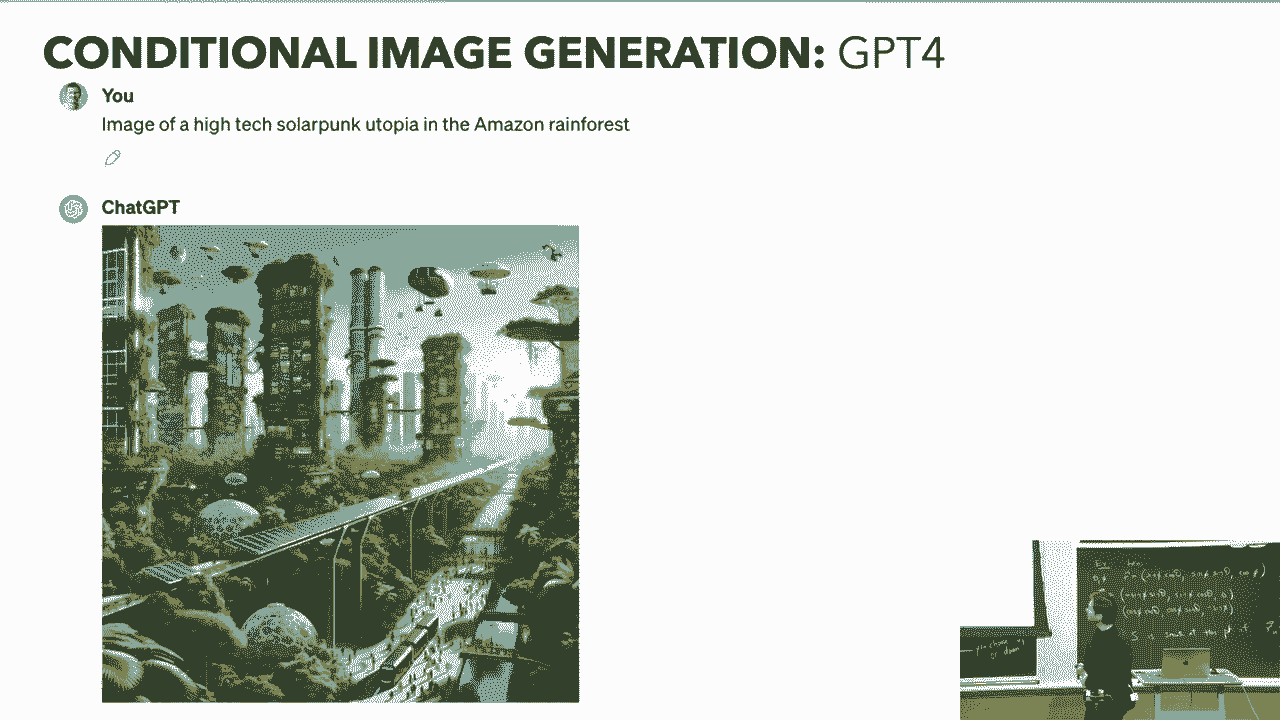 CONDITIONAL IMAGE GENERATION: GPT4
You
Image of a high tech solarpunk utopia in the Amazon rainforest
ChatGPT